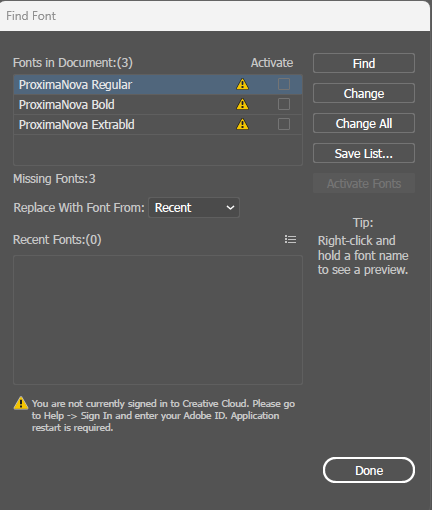 Find Font
Fonts in Document:(3) Activate
ProximaNova Regular
ProximaNova Bold
ProximaNova Extrabld
Missing Fonts:3
Replace With Font From: Recent
Recent Fonts:(0)
You are not currently signed in to Creative Cloud. Please go
to Help -> Sign In and enter your Adobe ID. Application
restart is required.
Find
Change
Change All
Save List...
Activate Fonts
Tip:
Right-click and
hold a font name
to see a preview.
Done